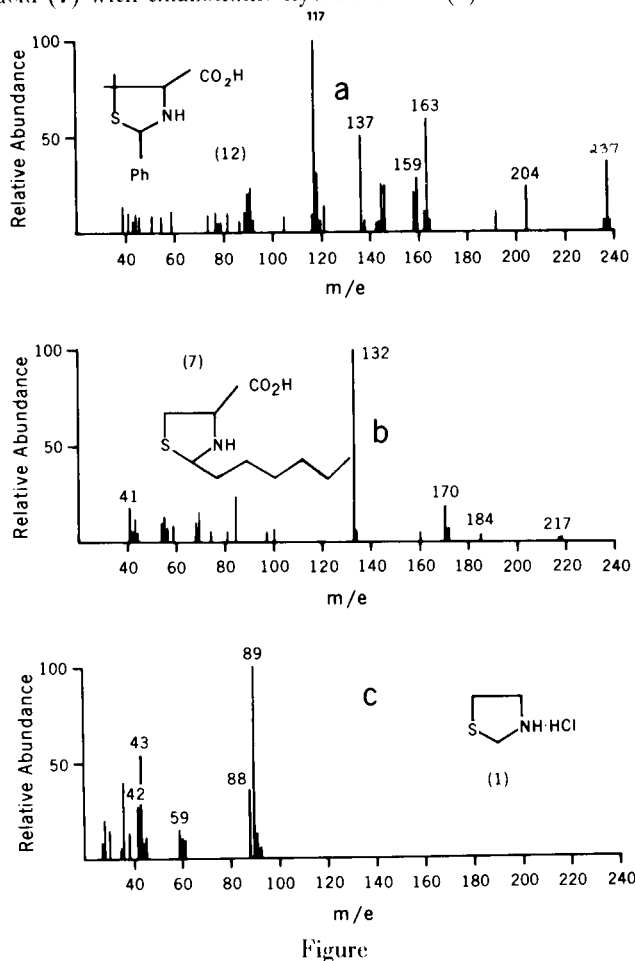 117
Relative Abundance
100
50
CO₂H
S
NH
Ph
(12)
a
137
163
159
204
237
40 60 80 100 120 140 160 180 200 220 240
m/e
Relative Abundance
100
50
(7)
CO₂H
S
NH
b
132
41
170
184
217
40 60 80 100 120 140 160 180 200 220 240
m/e
Relative Abundance
100
50
89
43
42
88
59
c
S
NH·HCl
(1)
40 60 80 100 120 140 160 180 200 220 240
m/e
Figure